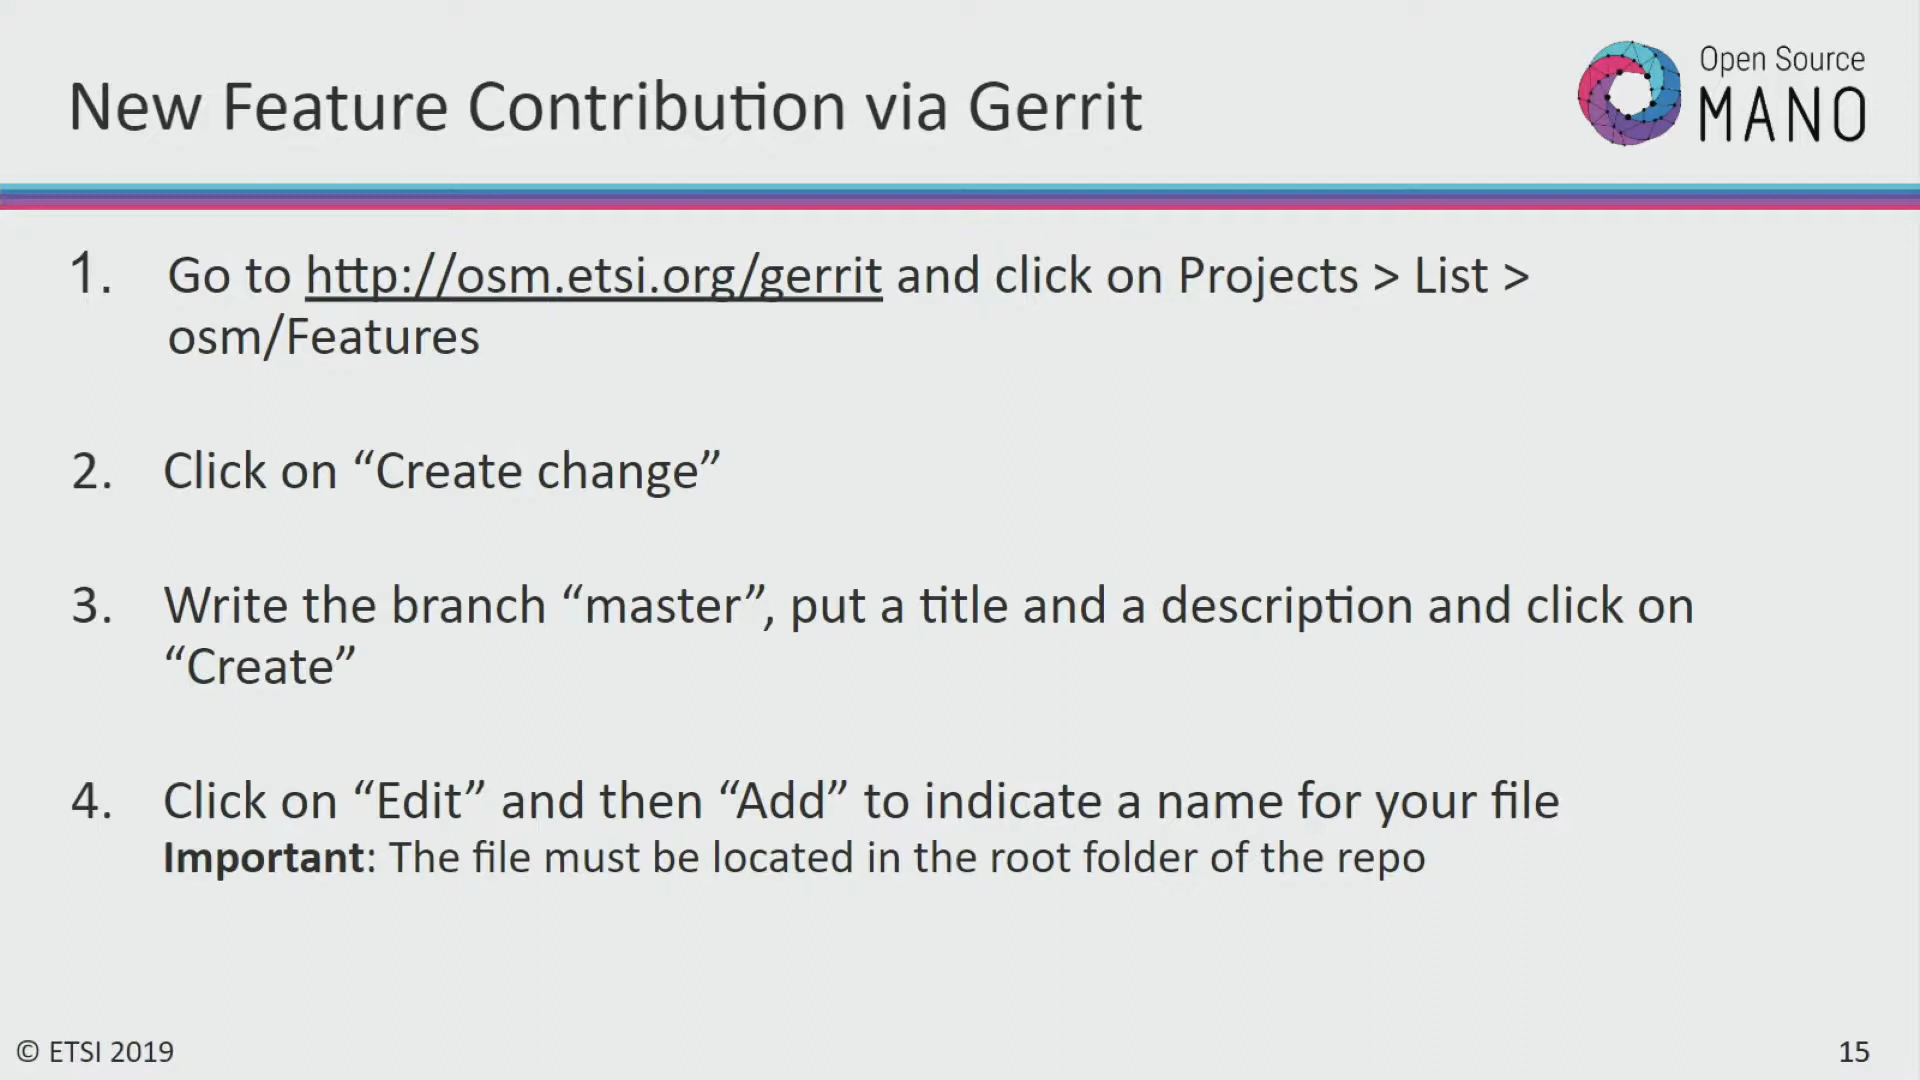 New Feature Contribution via Gerrit
Open Source
MANO
1. Go to http://osm.etsi.org/gerrit and click on Projects > List >
osm/Features
2. Click on “Create change”
3. Write the branch “master”, put a title and a description and click on
“Create”
4. Click on “Edit” and then “Add” to indicate a name for your file
Important: The file must be located in the root folder of the repo
© ETSI 2019
15